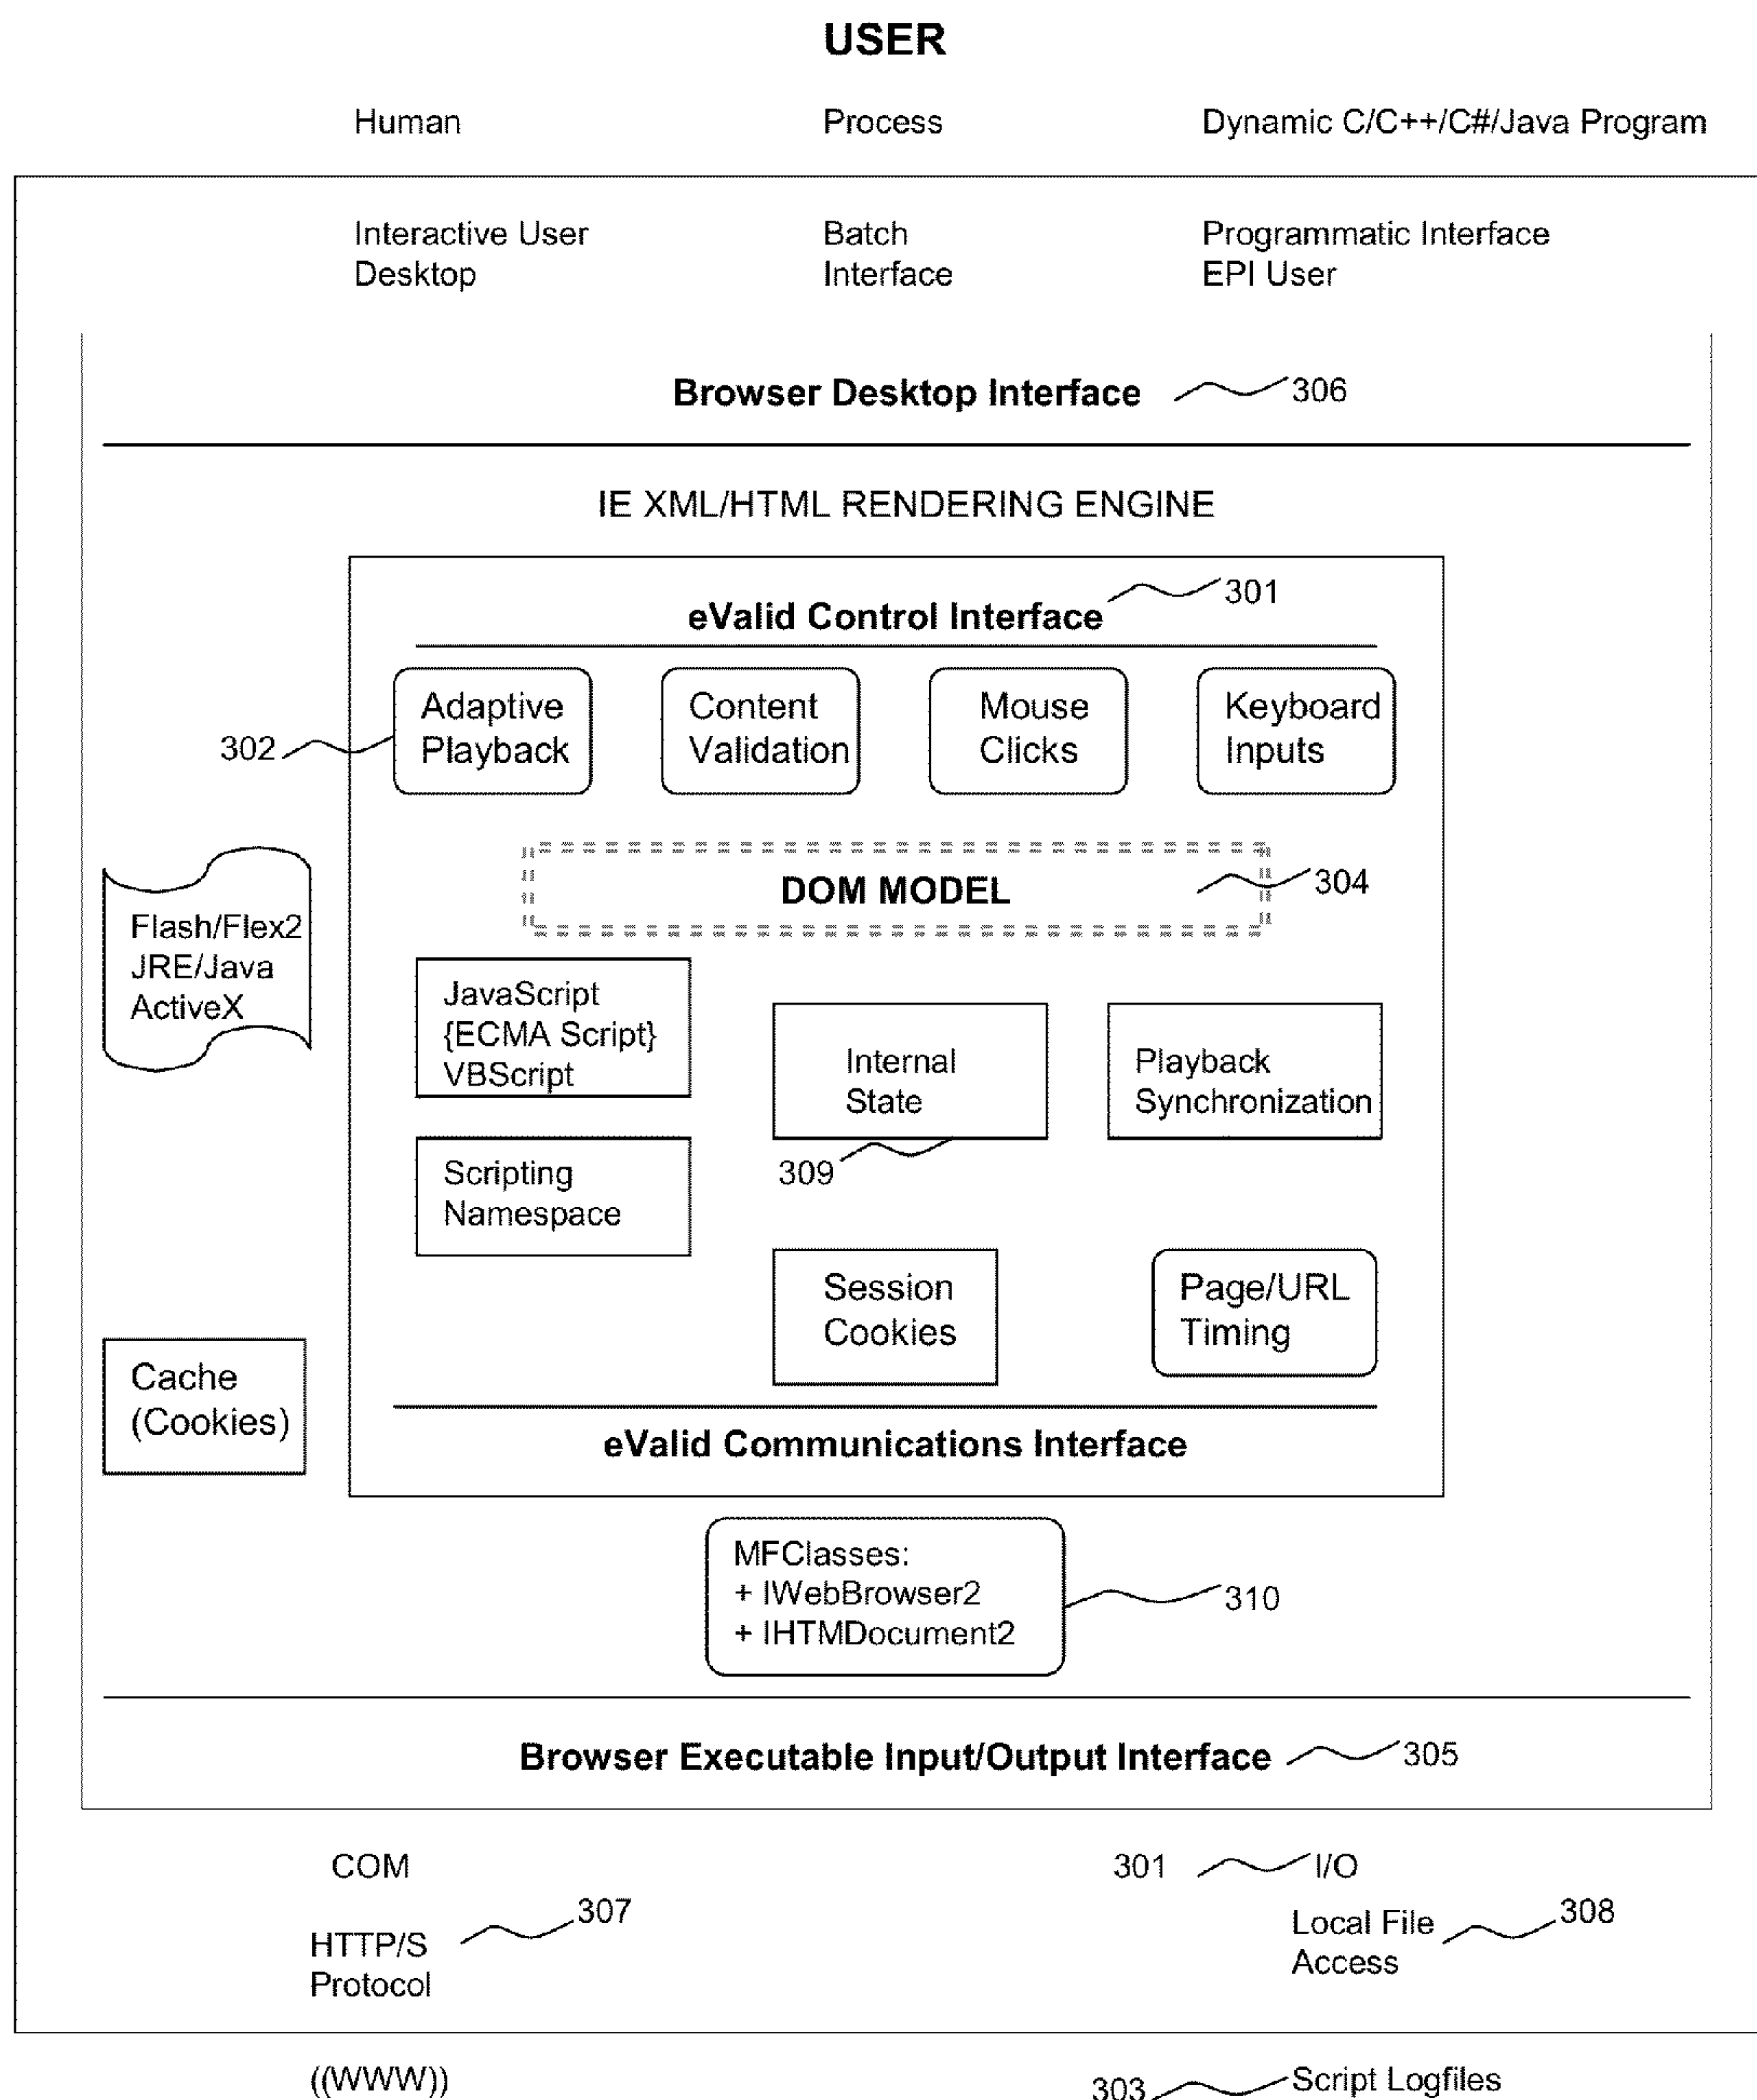 USER
Human
Process
Dynamic C/C++/C#/Java Program
Interactive User
Desktop
Batch
Interface
Programmatic Interface
EPI User
Browser Desktop Interface
306
IE XML/HTML RENDERING ENGINE
301
eValid Control Interface
302
Adaptive
Playback
Content
Validation
Mouse
Clicks
Keyboard
Inputs
DOM MODEL
304
Flash/Flex2
JRE/Java
ActiveX
JavaScript
{ECMA Script}
VBScript
Internal
State
309
Playback
Synchronization
Scripting
Namespace
Session
Cookies
Page/URL
Timing
Cache
(Cookies)
eValid Communications Interface
MFClasses:
+ IWebBrowser2
+ IHTMDocument2
310
Browser Executable Input/Output Interface
305
COM
301
I/O
307
HTTP/S
Protocol
Local File
Access
308
((WWW))
303
Script Logfiles